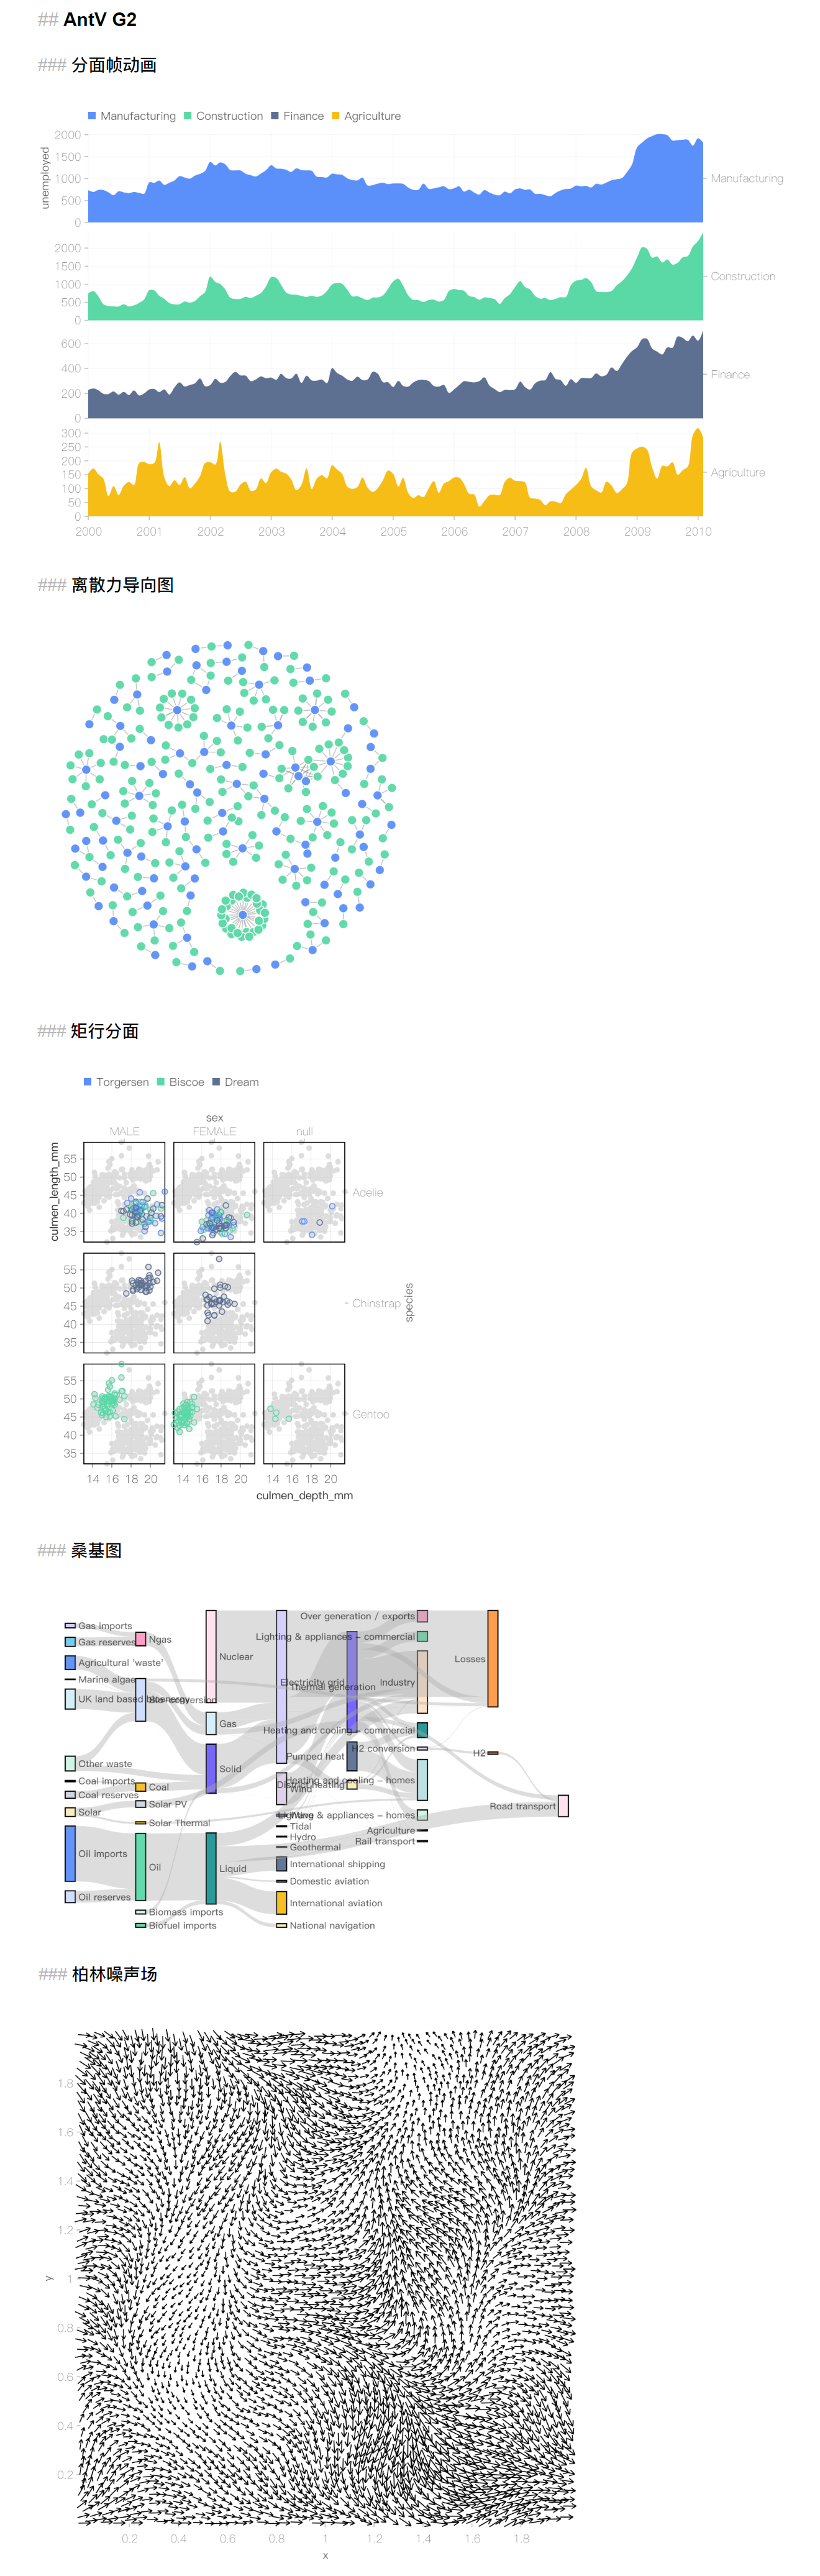 ## AntV G2
### 分面帧动画
Manufacturing Construction Finance Agriculture
unemployed
2000
1500
1000
500
0
Manufacturing
2000
1500
1000
500
0
Construction
600
400
200
0
Finance
300
250
200
150
100
50
0
Agriculture
2000 2001 2002 2003 2004 2005 2006 2007 2008 2009 2010
### 离散力导向图
### 矩行分面
Torgersen Biscoe Dream
sex
MALE FEMALE null
culmen_length_mm
55
50
45
40
35
Adelie
55
50
45
40
35
Chinstrap
species
55
50
45
40
35
Gentoo
14 16 18 20 14 16 18 20 14 16 18 20
culmen_depth_mm
### 桑基图
Gas imports
Gas reserves
Agricultural 'waste'
Marine algae
UK land based bioenergy
Other waste
Coal imports
Coal reserves
Solar
Oil imports
Oil reserves
Ngas
Bio-conversion
Coal
Solar PV
Solar Thermal
Oil
Biomass imports
Biofuel imports
Nuclear
Gas
Solid
Liquid
Thermal generation
Wind
Wave
Tidal
Hydro
Geothermal
International shipping
Domestic aviation
International aviation
National navigation
Electricity grid
Pumped heat
District heating
Over generation / exports
Lighting & appliances - commercial
Industry
Heating and cooling - commercial
H2 conversion
Heating and cooling - homes
Lighting & appliances - homes
Agriculture
Rail transport
Losses
H2
Road transport
### 柏林噪声场
y
1.8
1.6
1.4
1.2
1
0.8
0.6
0.4
0.2
0.2 0.4 0.6 0.8 1 1.2 1.4 1.6 1.8
x